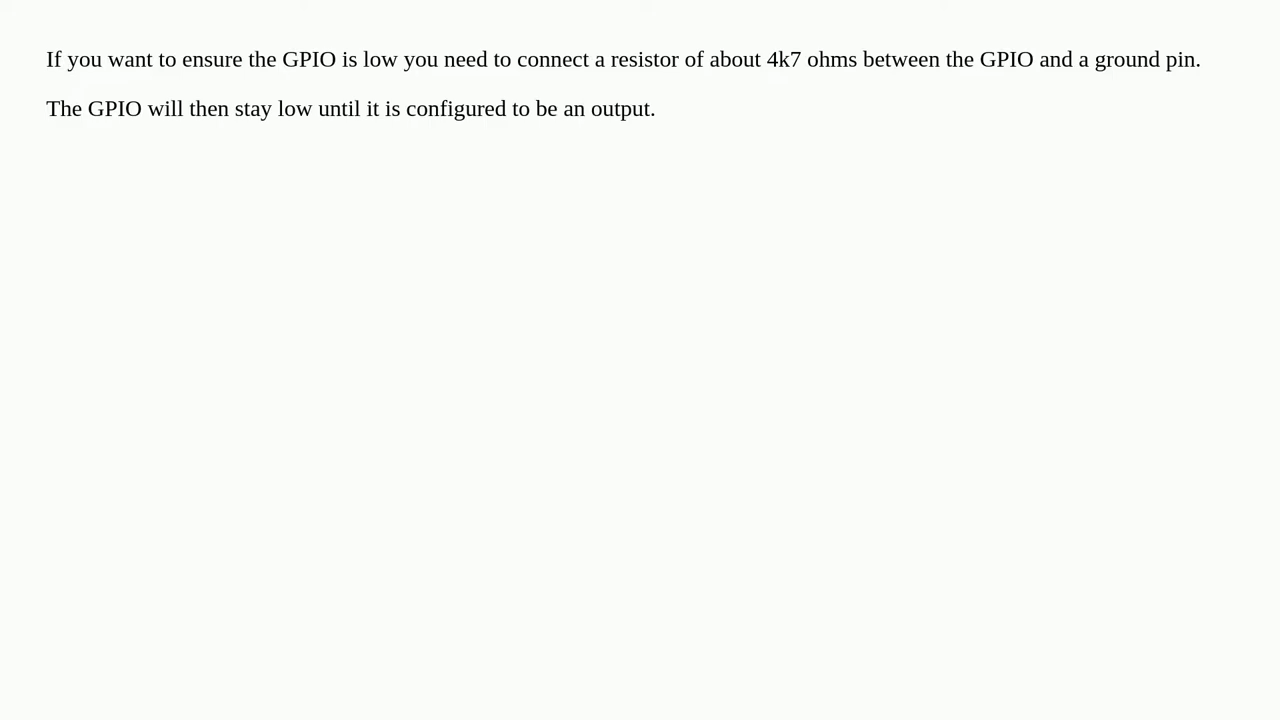 If you want to ensure the GPIO is low you need to connect a resistor of about 4k7 ohms between the GPIO and a ground pin.
The GPIO will then stay low until it is configured to be an output.